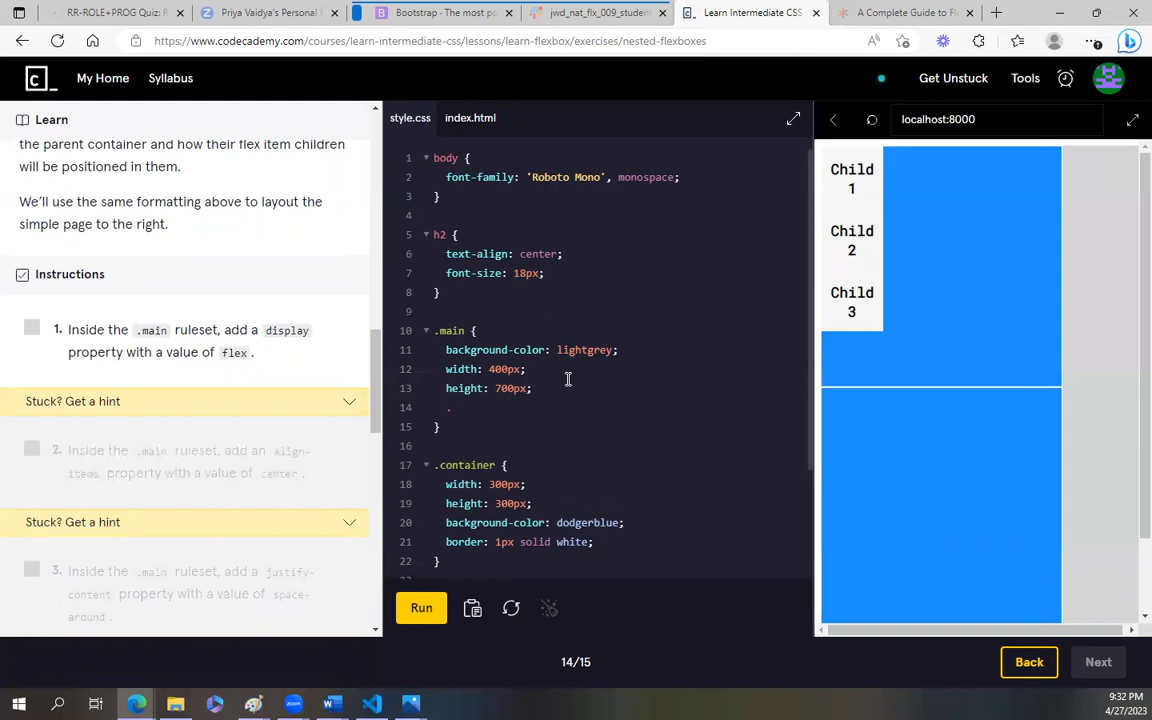 RR-ROLE+PROG Quiz: R
Priya Vaidya's Personal
Bootstrap - The most po
jwd_nat_flx_009_student
Learn Intermediate CSS
A Complete Guide to Fl
https://www.codecademy.com/courses/learn-intermediate-css/lessons/learn-flexbox/exercises/nested-flexboxes
c_
My Home
Syllabus
Get Unstuck
Tools
Learn
the parent container and how their flex item children
will be positioned in them.
We'll use the same formatting above to layout the
simple page to the right.
Instructions
1. Inside the .main ruleset, add a display
property with a value of flex.
Stuck? Get a hint
2. Inside the .main ruleset, add an align-
items property with a value of center.
Stuck? Get a hint
3. Inside the .main ruleset, add a justify-
content property with a value of space-
around.
style.css
index.html
1 body {
2 font-family: 'Roboto Mono', monospace;
3 }
4
5 h2 {
6 text-align: center;
7 font-size: 18px;
8 }
9
10 .main {
11 background-color: lightgrey;
12 width: 400px;
13 height: 700px;
14 .
15 }
16
17 .container {
18 width: 300px;
19 height: 300px;
20 background-color: dodgerblue;
21 border: 1px solid white;
22 }
Run
localhost:8000
Child
1
Child
2
Child
3
14/15
Back
Next
9:32 PM
4/27/2023